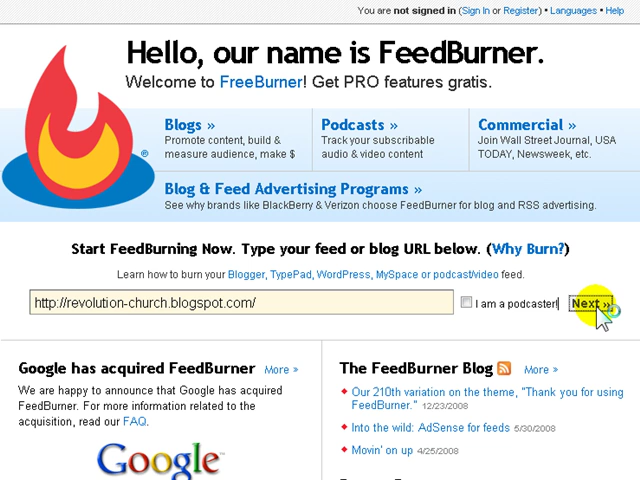 You are not signed in (Sign In or Register) • Languages • Help
Hello, our name is FeedBurner.
Welcome to FreeBurner! Get PRO features gratis.
Blogs »
Promote content, build &
measure audience, make $
Podcasts »
Track your subscribable
audio & video content
Commercial »
Join Wall Street Journal, USA
TODAY, Newsweek, etc.
®
Blog & Feed Advertising Programs »
See why brands like BlackBerry & Verizon choose FeedBurner for blog and RSS advertising.
Start FeedBurning Now. Type your feed or blog URL below. (Why Burn?)
Learn how to burn your Blogger, TypePad, WordPress, MySpace or podcast/video feed.
http://revolution-church.blogspot.com/
I am a podcaster!
Next »
Google has acquired FeedBurner More »
We are happy to announce that Google has acquired
FeedBurner. For more information related to the
acquisition, read our FAQ.
Google™
The FeedBurner Blog More »
Our 210th variation on the theme, "Thank you for using
FeedBurner." 12/23/2008
Into the wild: AdSense for feeds 5/30/2008
Movin' on up 4/25/2008